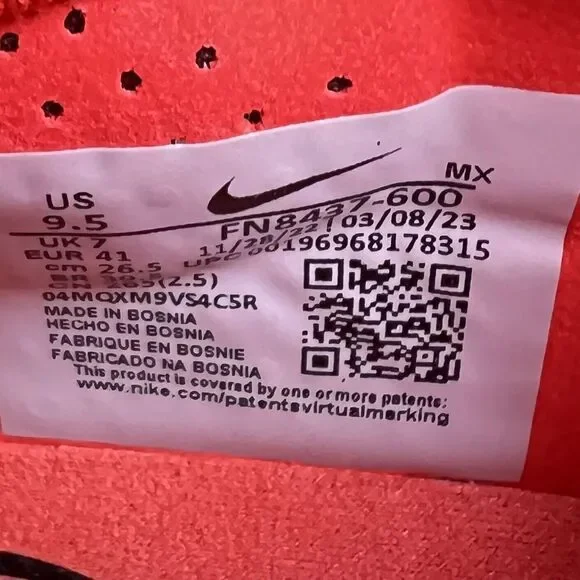 MX
US
9.5
FN8437-600
UK 7
11/28/22 03/08/23
EUR 41
UPC 00196968178315
cm 26.5
(2.5)
04MQXM9VS4C5R
MADE IN BOSNIA
HECHO EN BOSNIA
FABRIQUE EN BOSNIE
FABRICADO NA BOSNIA
This product is covered by one or more patents:
www.nike.com/patentsvirtualmarking